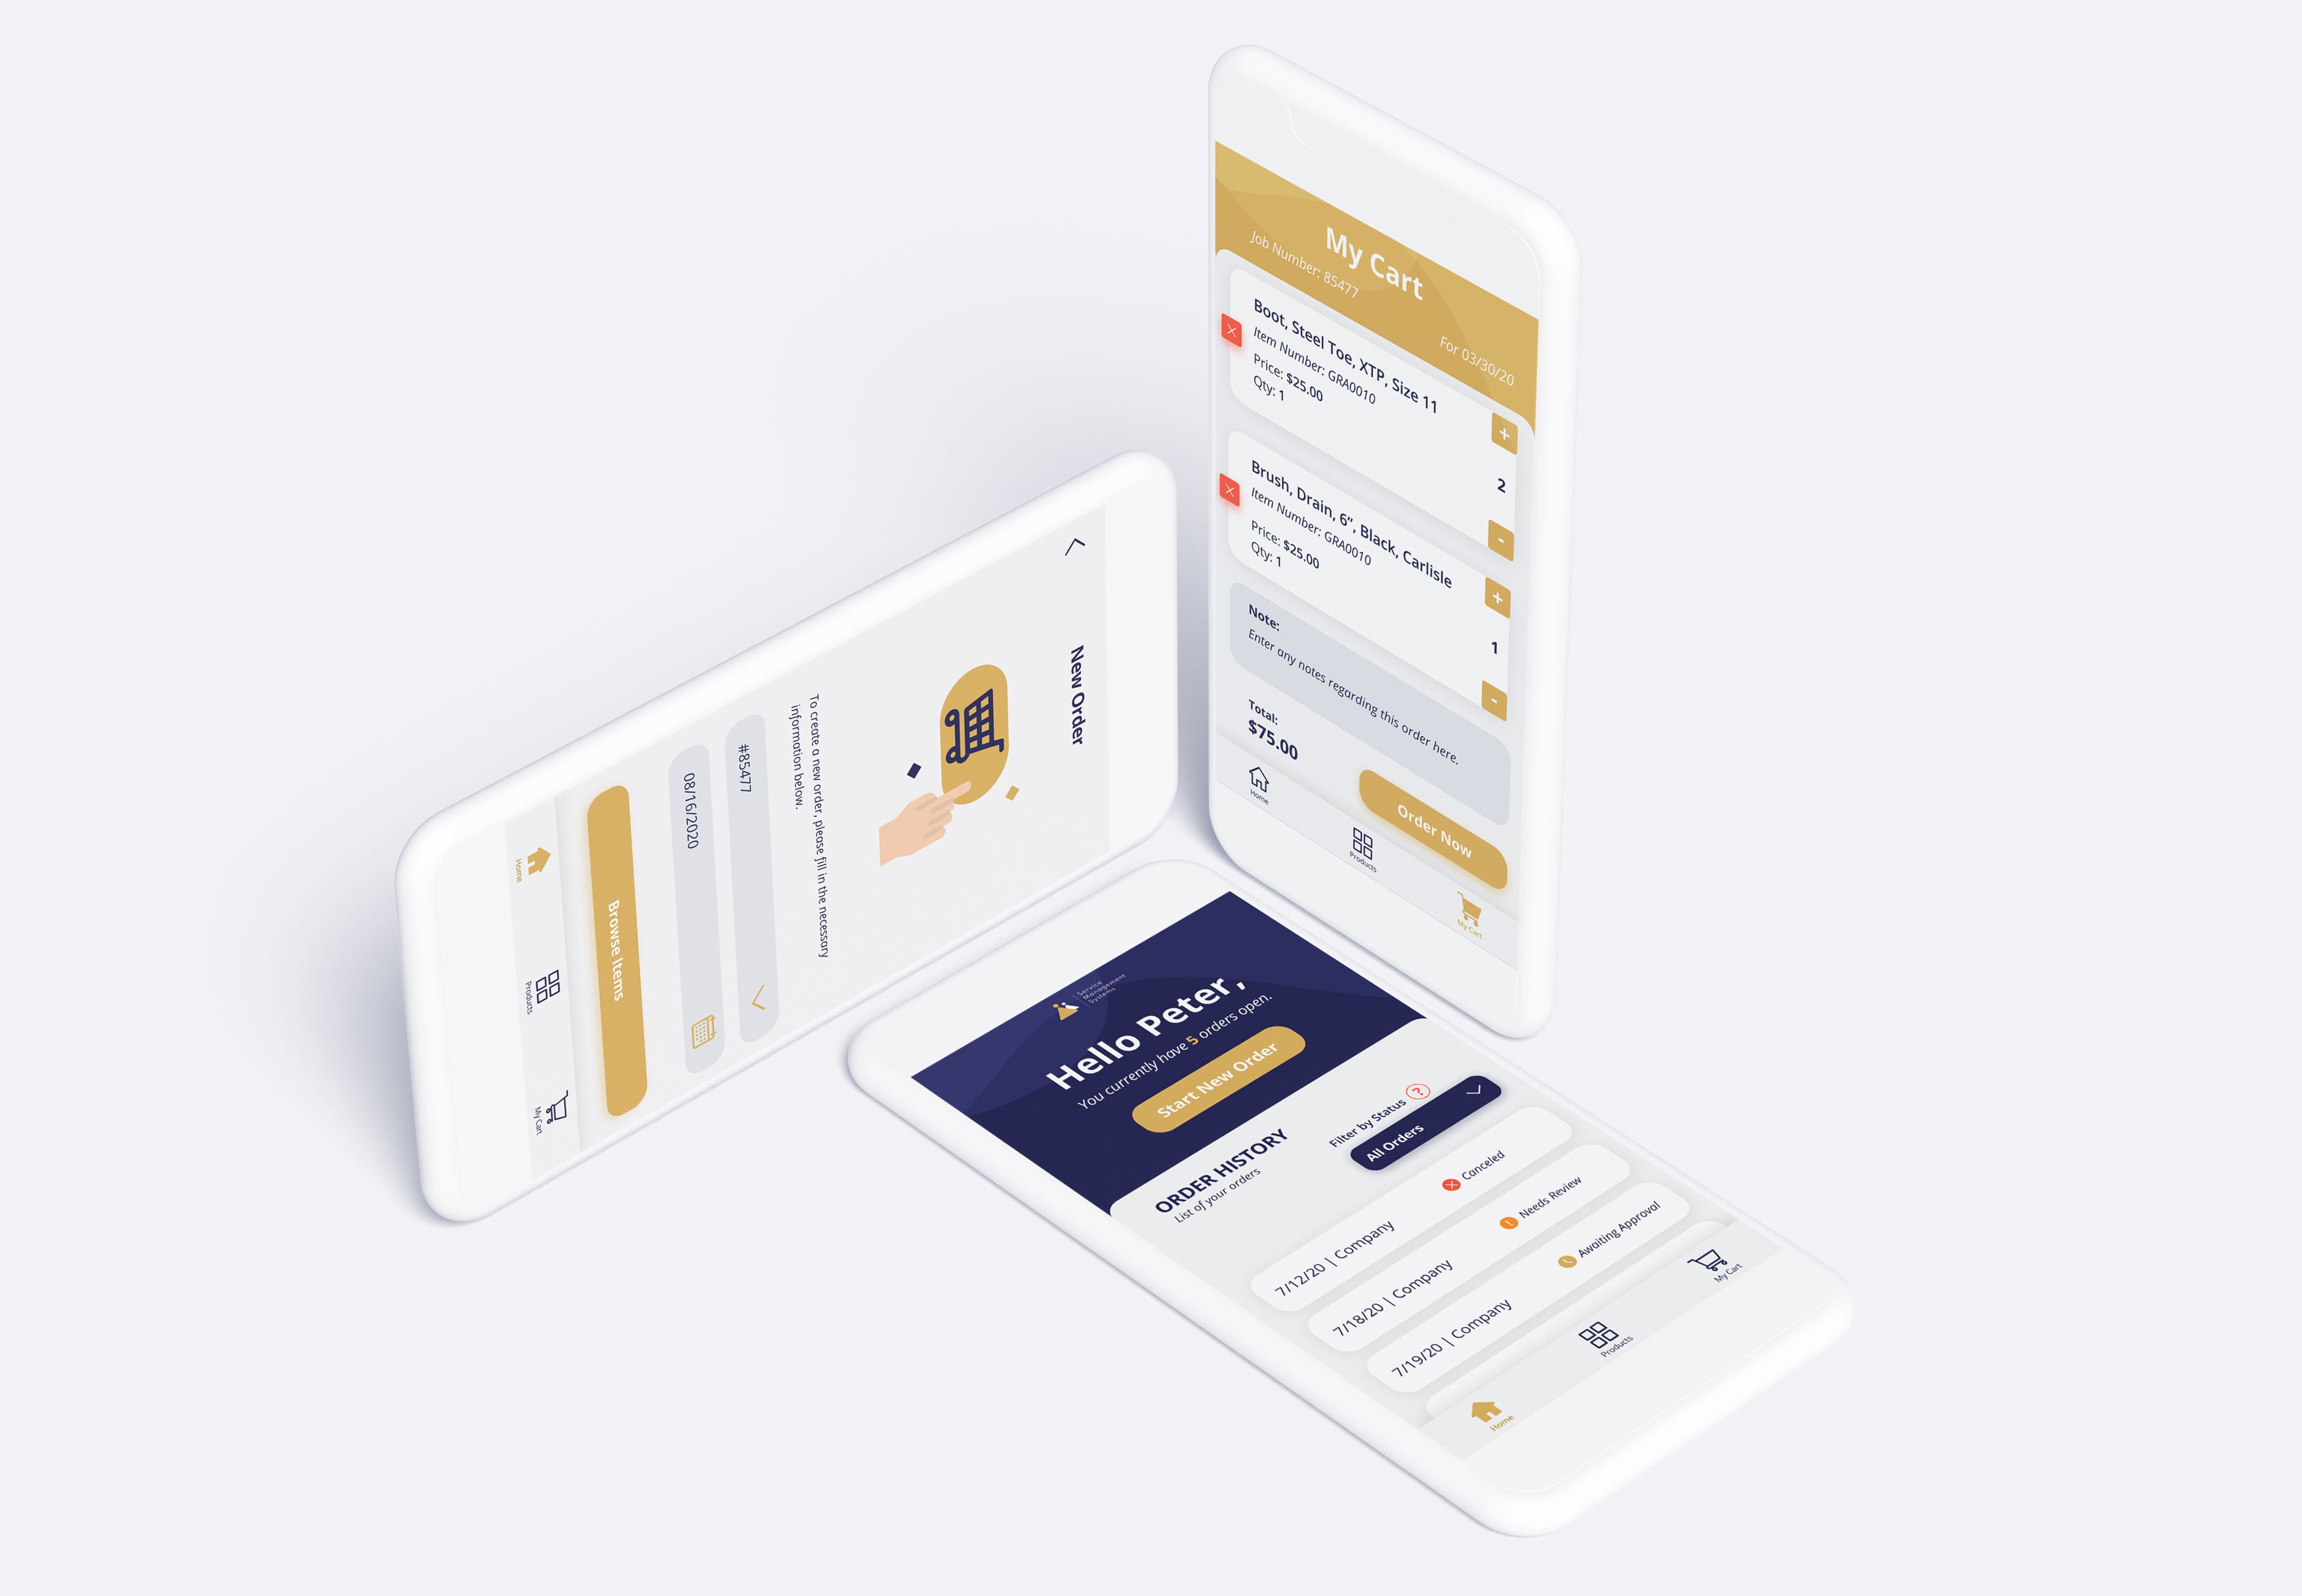 My Cart
Job Number: 85477
For 03/30/20
Boot, Steel Toe, XTP, Size 11
Item Number: GRA0010
Price: $25.00
Qty: 1
+
2
-
Brush, Drain, 6”, Black, Carlisle
Item Number: GRA0010
Price: $25.00
Qty: 1
+
1
-
Note:
Enter any notes regarding this order here.
Total:
$75.00
Order Now
Home
Products
My Cart
New Order
To create a new order, please fill in the necessary
information below.
#85477
08/16/2020
Browse Items
Home
Products
My Cart
Service
Management
Systems
Hello Peter,
You currently have 5 orders open.
Start New Order
ORDER HISTORY
List of your orders
Filter by Status ?
All Orders
7/12/20 | Company
Canceled
7/18/20 | Company
Needs Review
7/19/20 | Company
Awaiting Approval
Home
Products
My Cart